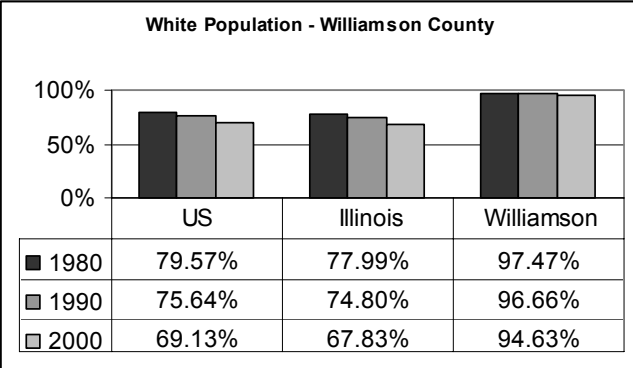 White Population - Williamson County
100%
50%
0%
US Illinois Williamson
1980 79.57% 77.99% 97.47%
1990 75.64% 74.80% 96.66%
2000 69.13% 67.83% 94.63%